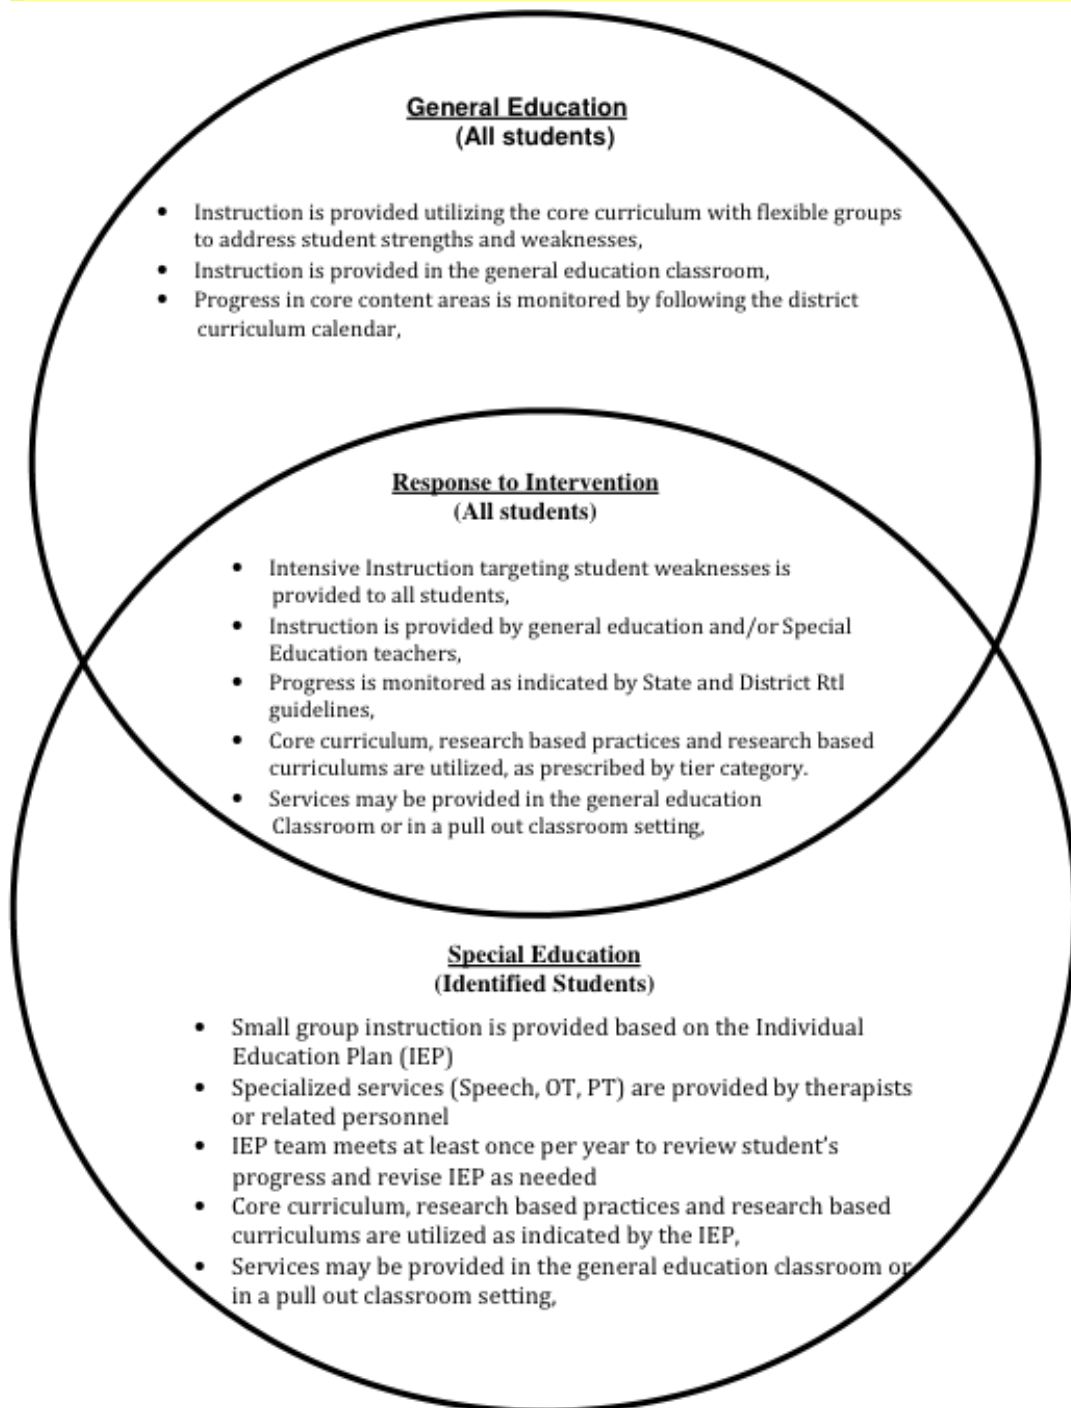 General Education
(All students)
• Instruction is provided utilizing the core curriculum with flexible groups
to address student strengths and weaknesses,
• Instruction is provided in the general education classroom,
• Progress in core content areas is monitored by following the district
curriculum calendar,
Response to Intervention
(All students)
• Intensive Instruction targeting student weaknesses is
provided to all students,
• Instruction is provided by general education and/or Special
Education teachers,
• Progress is monitored as indicated by State and District RtI
guidelines,
• Core curriculum, research based practices and research based
curriculums are utilized, as prescribed by tier category.
• Services may be provided in the general education
Classroom or in a pull out classroom setting,
Special Education
(Identified Students)
• Small group instruction is provided based on the Individual
Education Plan (IEP)
• Specialized services (Speech, OT, PT) are provided by therapists
or related personnel
• IEP team meets at least once per year to review student's
progress and revise IEP as needed
• Core curriculum, research based practices and research based
curriculums are utilized as indicated by the IEP,
• Services may be provided in the general education classroom or
in a pull out classroom setting,